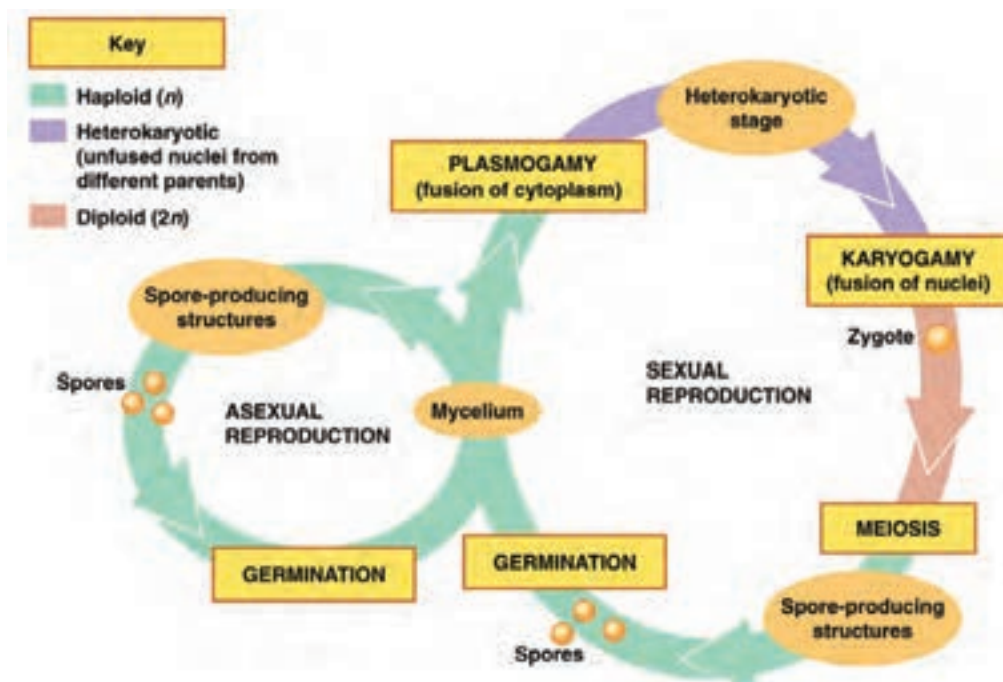 Key
Haploid (n)
Heterokaryotic
(unfused nuclei from
different parents)
Diploid (2n)
Heterokaryotic
stage
PLASMOGAMY
(fusion of cytoplasm)
KARYOGAMY
(fusion of nuclei)
Spore-producing
structures
Zygote
Spores
SEXUAL
REPRODUCTION
ASEXUAL
REPRODUCTION
Mycelium
MEIOSIS
GERMINATION
GERMINATION
Spore-producing
structures
Spores